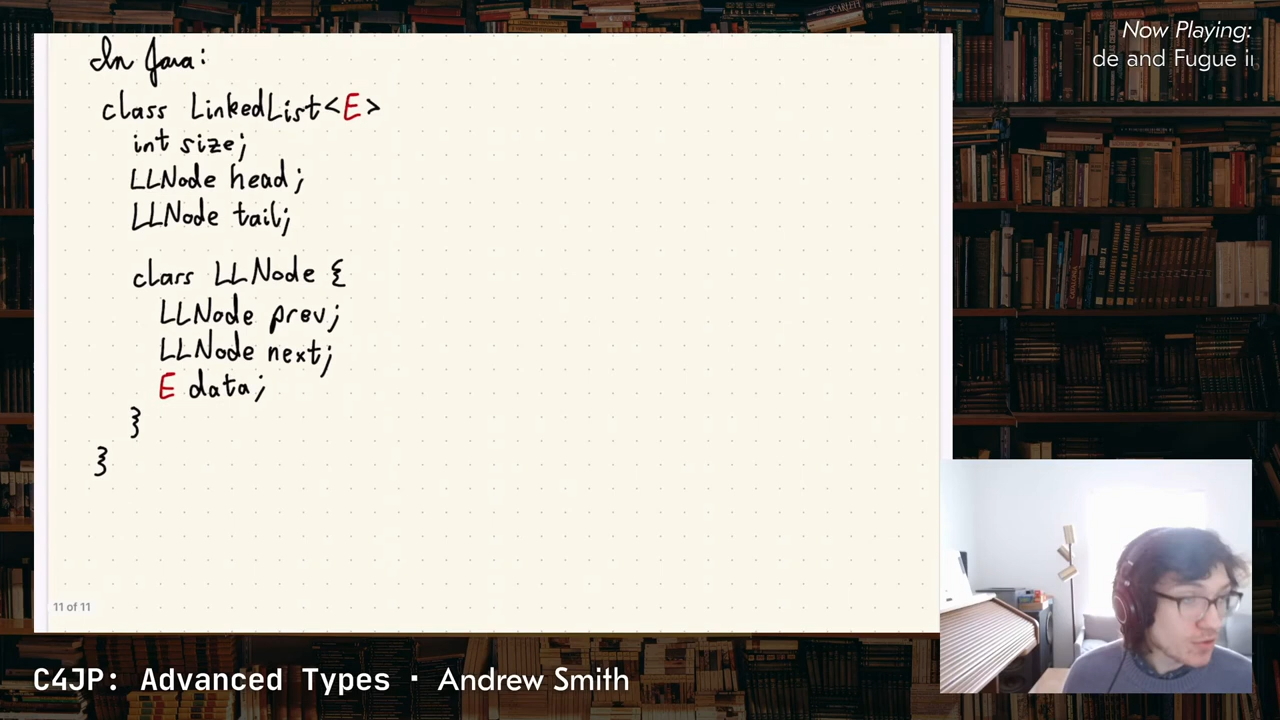 In Java:
class LinkedList<E>
int size;
LLNode head;
LLNode tail;
class LLNode {
LLNode prev;
LLNode next;
E data;
}
}
11 of 11
Now Playing:
de and Fugue ii
C4JP: Advanced Types · Andrew Smith